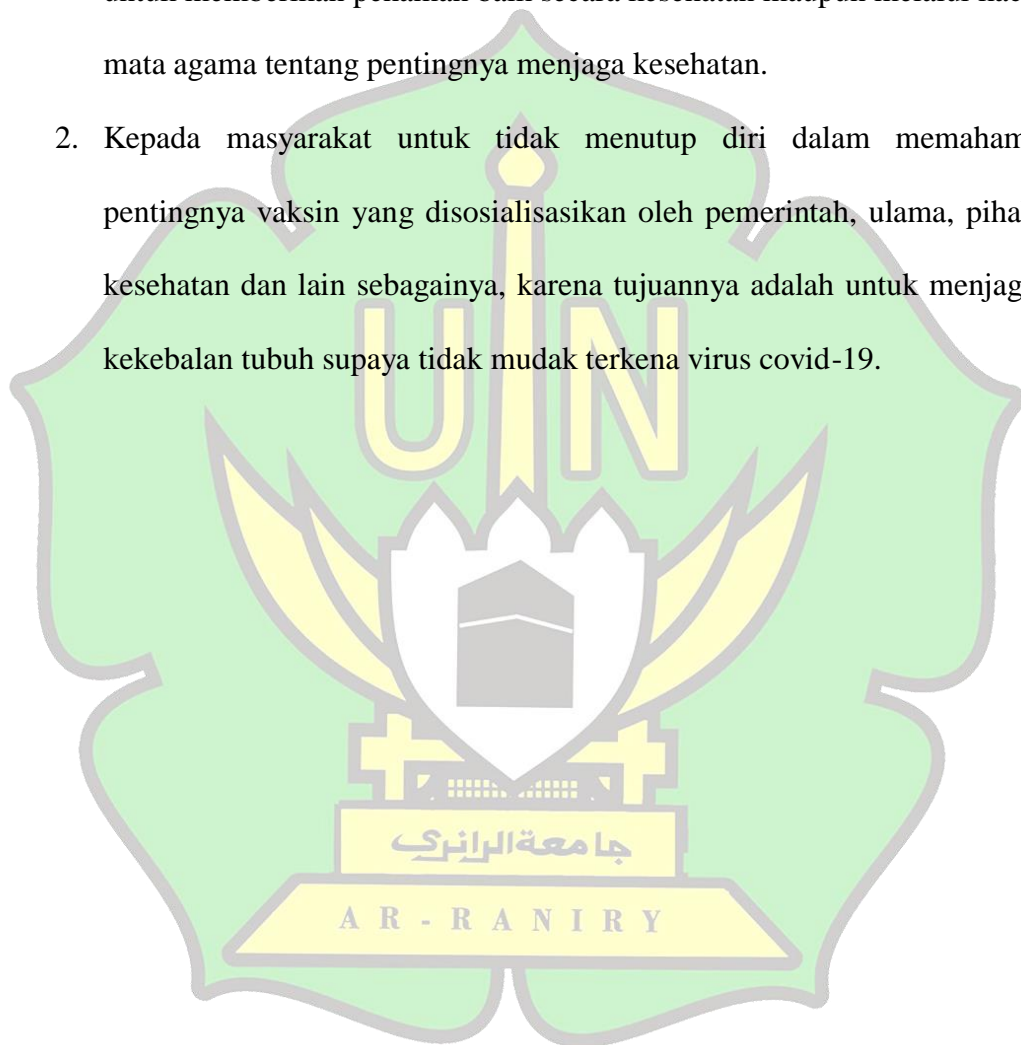 mata agama tentang pentingnya menjaga kesehatan.
2. Kepada masyarakat untuk tidak menutup diri dalam memaham
pentingnya vaksin yang disosialisasikan oleh pemerintah, ulama, piha
kesehatan dan lain sebagainya, karena tujuannya adalah untuk menjag
kekebalan tubuh supaya tidak mudak terkena virus covid-19.
UIN
جامعة الرانري
AR-RANIRY